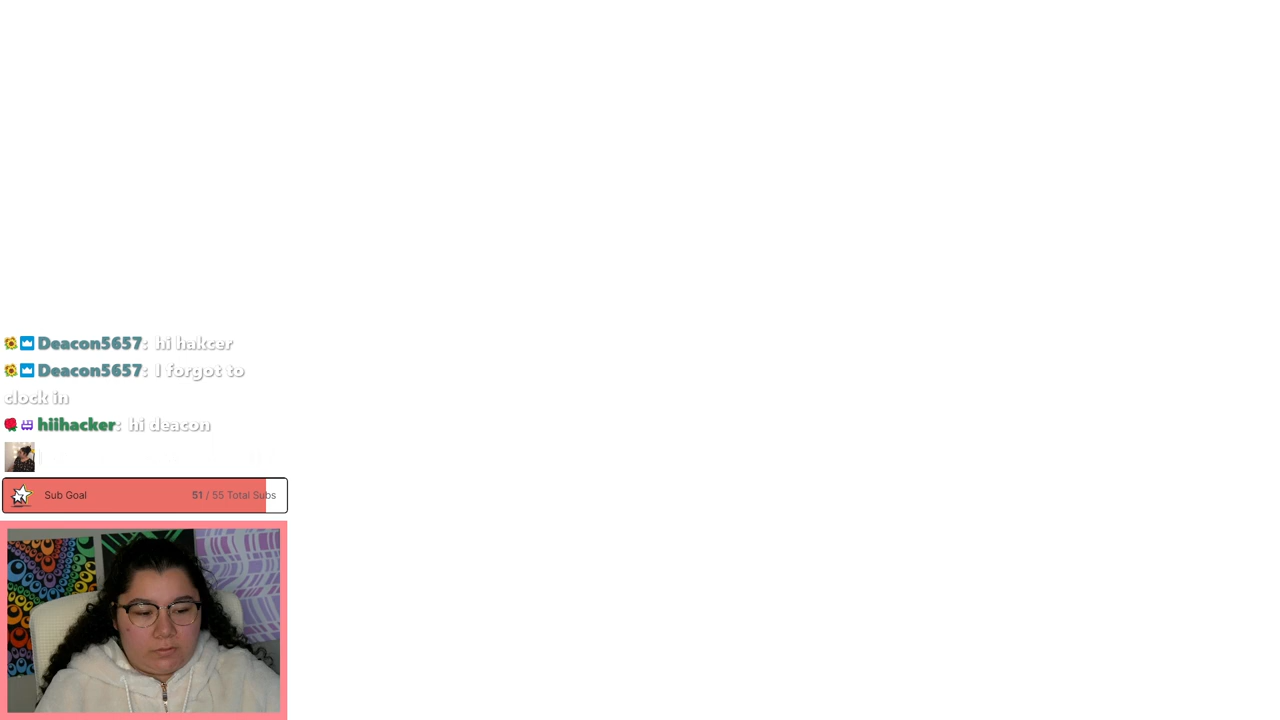 Deacon5657: hi hakcer
Deacon5657: I forgot to
clock in
hiihacker: hi deacon
Sub Goal 51 / 55 Total Subs